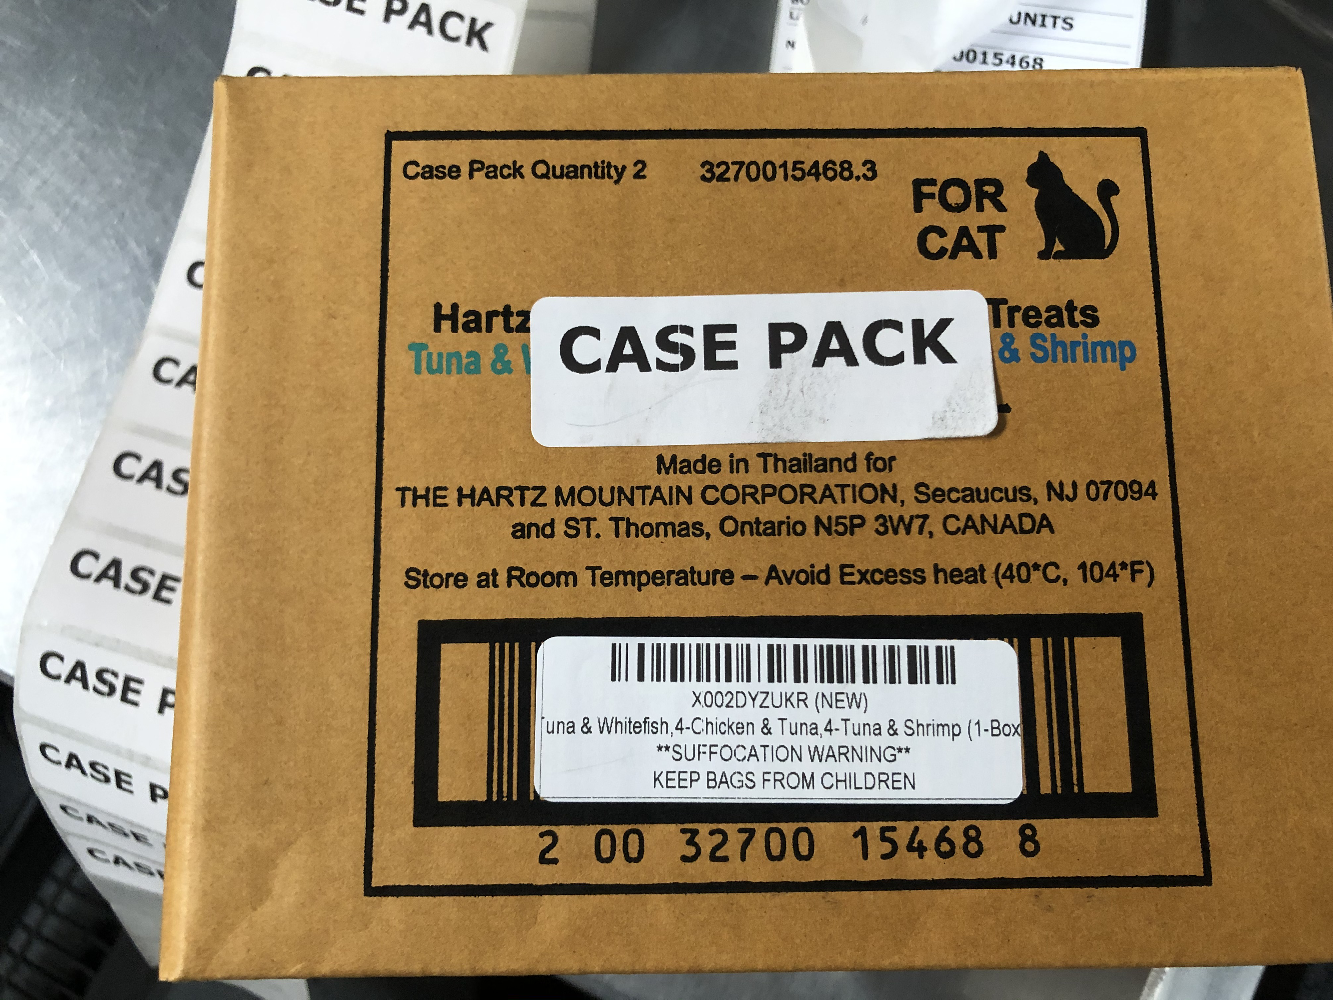 SE PACK
UNITS
015468
Case Pack Quantity 2 3270015468.3
FOR
CAT
Hartz Treats
Tuna & & Shrimp
CASE PACK
Made in Thailand for
THE HARTZ MOUNTAIN CORPORATION, Secaucus, NJ 07094
and ST. Thomas, Ontario N5P 3W7, CANADA
Store at Room Temperature – Avoid Excess heat (40*C, 104*F)
X002DYZUKR (NEW)
una & Whitefish,4-Chicken & Tuna,4-Tuna & Shrimp (1-Box
**SUFFOCATION WARNING**
KEEP BAGS FROM CHILDREN
2 00 32700 15468 8
CA
CAS
CASE
CASE P
CASE P
CASE
CASE